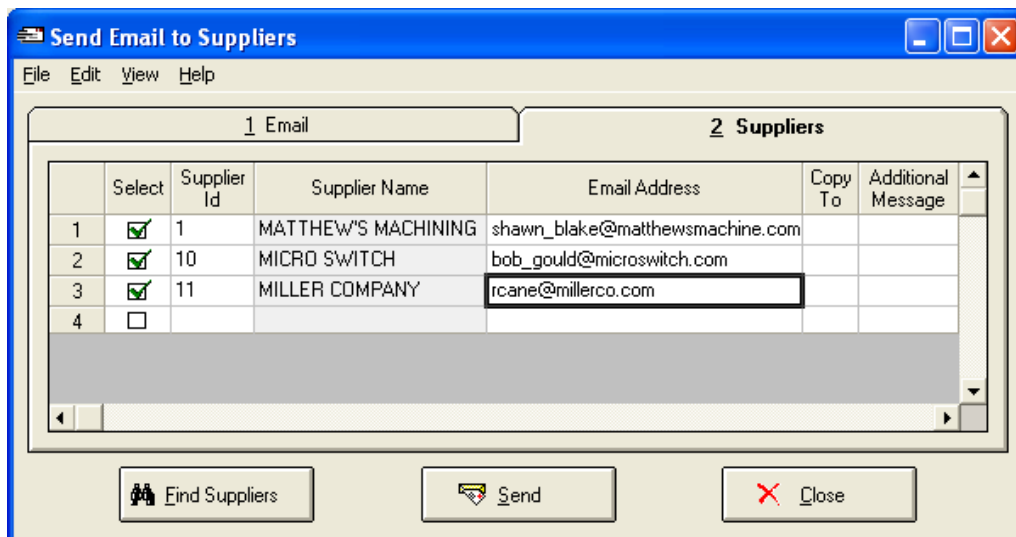 Send Email to Suppliers
File Edit View Help
1 Email 2 Suppliers
Select Supplier Id Supplier Name Email Address Copy To Additional Message
1 1 MATTHEW'S MACHINING shawn_blake@matthewsmachine.com
2 10 MICRO SWITCH bob_gould@microswitch.com
3 11 MILLER COMPANY rcane@millerco.com
4
Find Suppliers Send Close